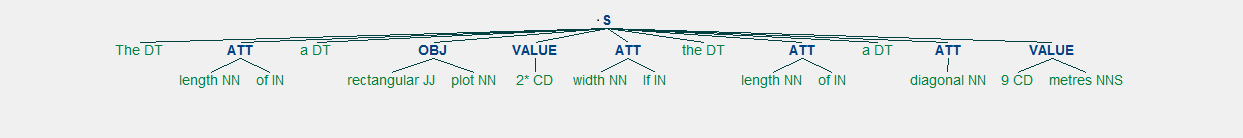 S
The DT ATT a DT OBJ VALUE ATT the DT ATT a DT ATT VALUE
length NN of IN rectangular JJ plot NN 2* CD width NN If IN length NN of IN diagonal NN 9 CD metres NNS